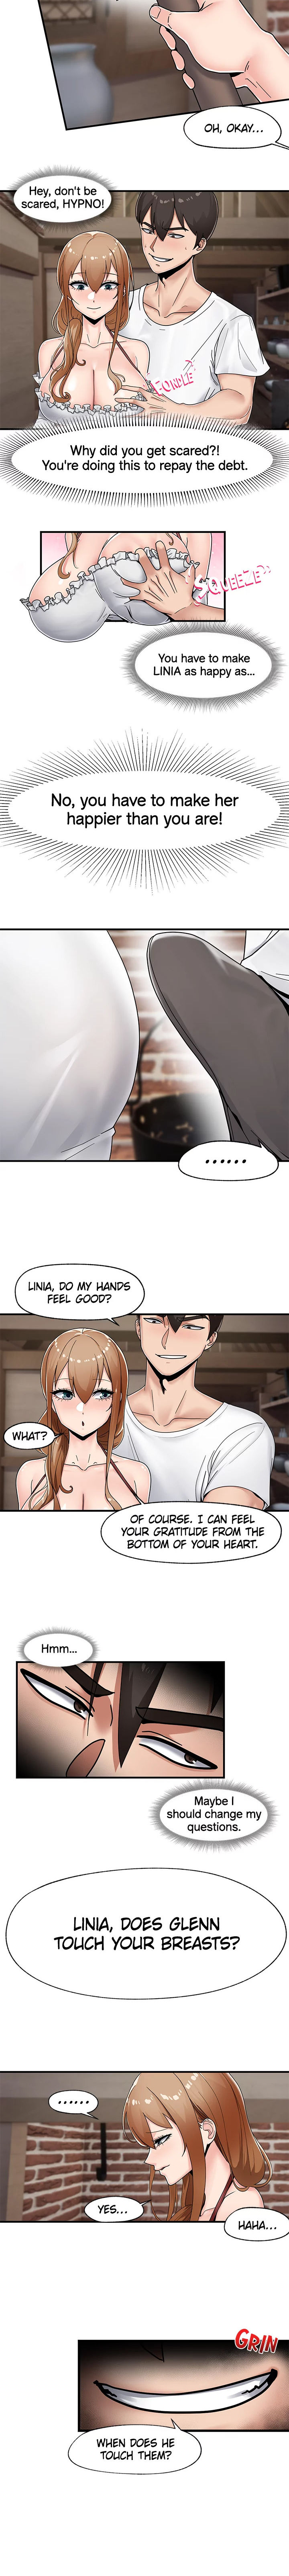 OH, OKAY...
Hey, don't be
scared, HYPNO!
FONDLE
Why did you get scared?!
You're doing this to repay the debt.
SQUEEZE
You have to make
LINIA as happy as...
No, you have to make her
happier than you are!
......
LINIA, DO MY HANDS
FEEL GOOD?
WHAT?
OF COURSE. I CAN FEEL
YOUR GRATITUDE FROM THE
BOTTOM OF YOUR HEART.
Hmm...
Maybe I
should change my
questions.
LINIA, DOES GLENN
TOUCH YOUR BREASTS?
......
YES...
HAHA...
GRIN
WHEN DOES HE
TOUCH THEM?